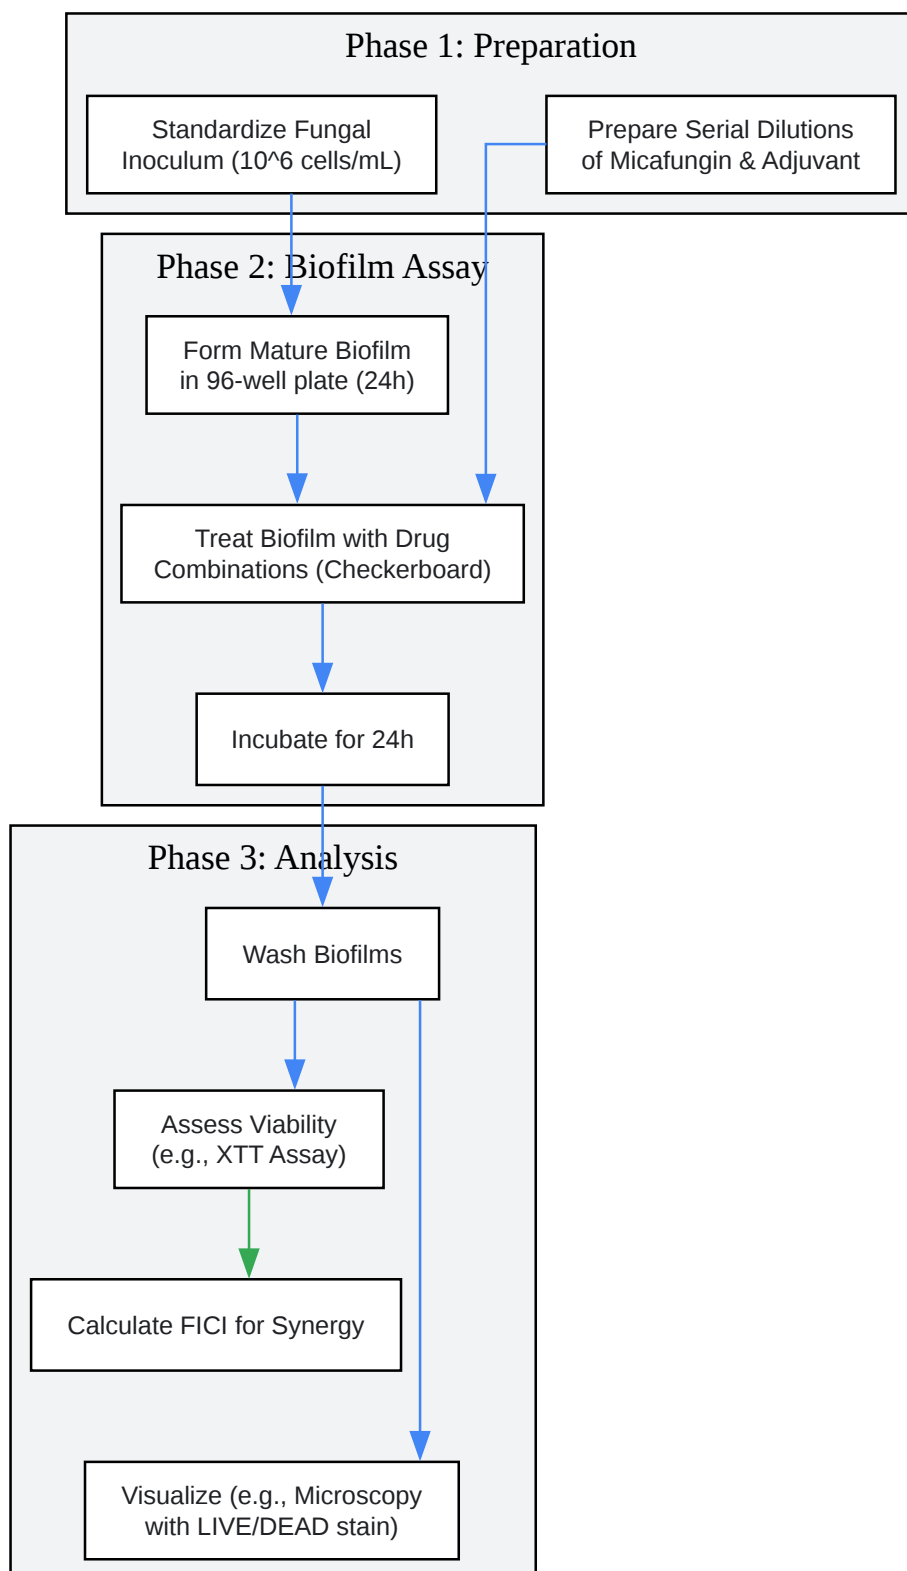 Phase 1: Preparation
Standardize Fungal
Inoculum (10^6 cells/mL)
Prepare Serial Dilutions
of Micafungin & Adjuvant
Phase 2: Biofilm Assay
Form Mature Biofilm
in 96-well plate (24h)
Treat Biofilm with Drug
Combinations (Checkerboard)
Incubate for 24h
Phase 3: Analysis
Wash Biofilms
Assess Viability
(e.g., XTT Assay)
Calculate FICI for Synergy
Visualize (e.g., Microscopy
with LIVE/DEAD stain)